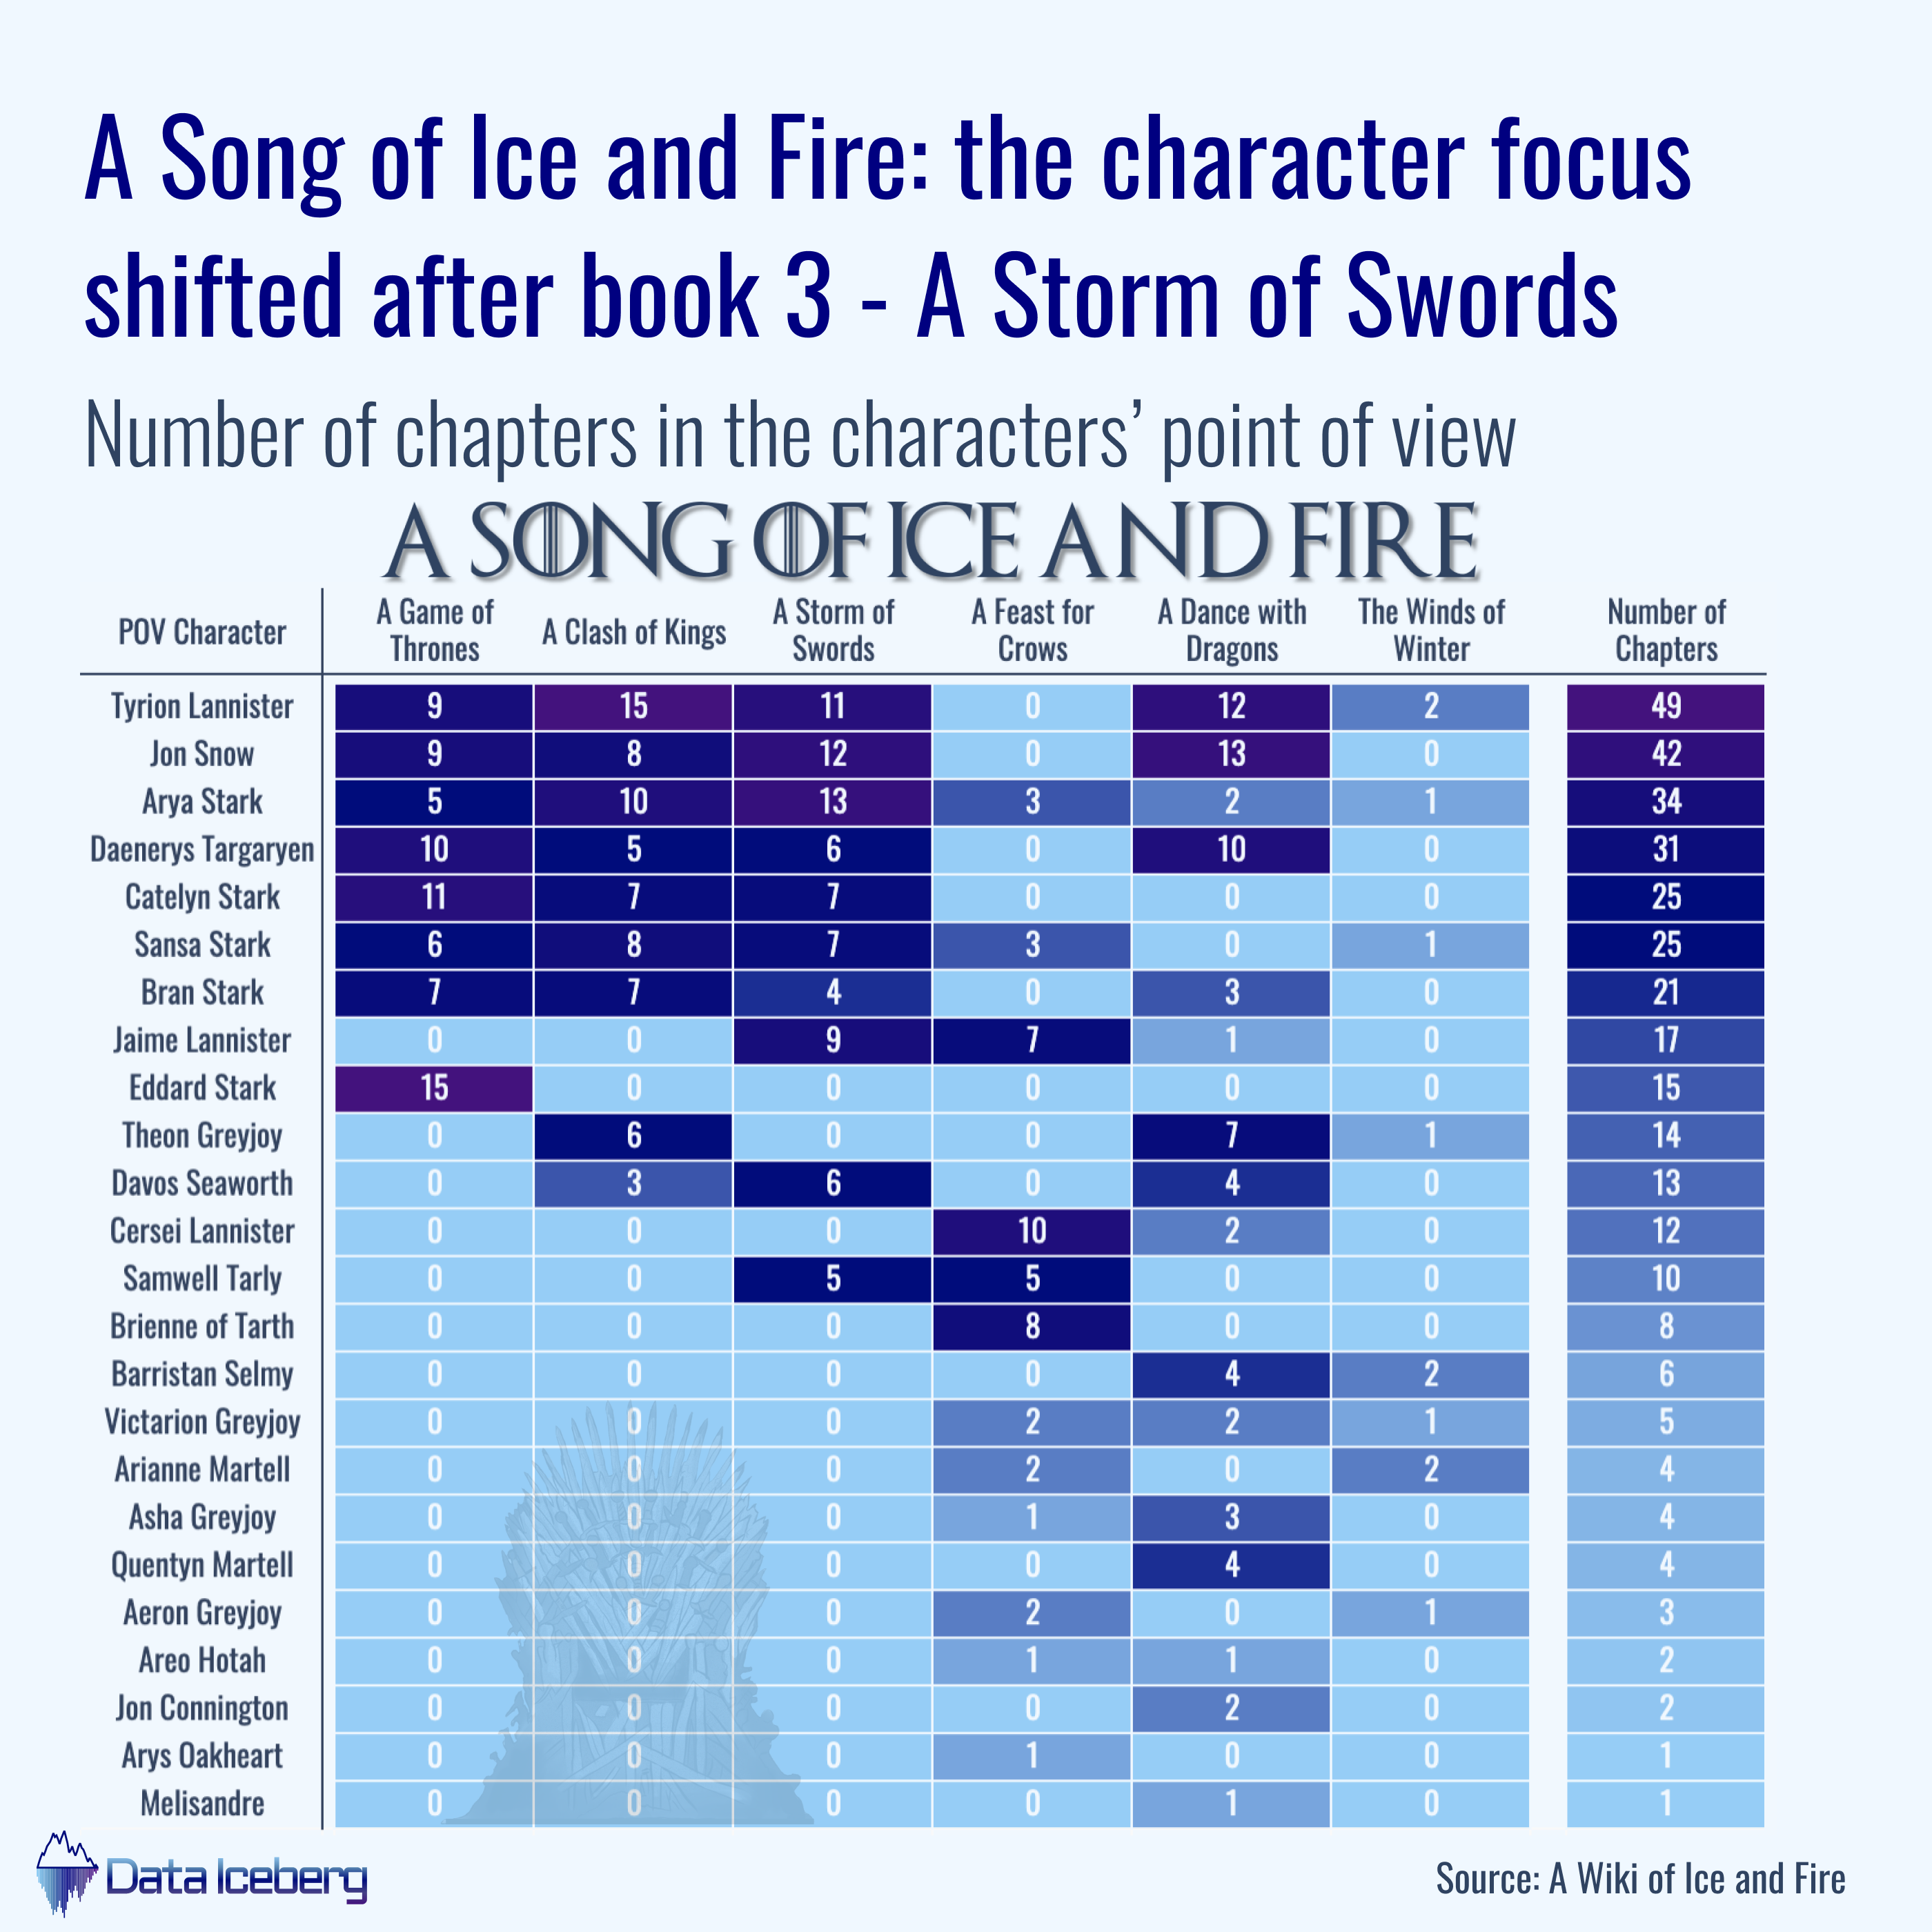 A Song of Ice and Fire: the character focus
shifted after book 3 - A Storm of Swords
Number of chapters in the characters’ point of view
A SONG OF ICE AND FIRE
POV Character A Game of Thrones A Clash of Kings A Storm of Swords A Feast for Crows A Dance with Dragons The Winds of Winter Number of Chapters
Tyrion Lannister 9 15 11 0 12 2 49
Jon Snow 9 8 12 0 13 0 42
Arya Stark 5 10 13 3 2 1 34
Daenerys Targaryen 10 5 6 0 10 0 31
Catelyn Stark 11 7 7 0 0 0 25
Sansa Stark 6 8 7 3 0 1 25
Bran Stark 7 7 4 0 3 0 21
Jaime Lannister 0 0 9 7 1 0 17
Eddard Stark 15 0 0 0 0 0 15
Theon Greyjoy 0 6 0 0 7 1 14
Davos Seaworth 0 3 6 0 4 0 13
Cersei Lannister 0 0 0 10 2 0 12
Samwell Tarly 0 0 5 5 0 0 10
Brienne of Tarth 0 0 0 8 0 0 8
Barristan Selmy 0 0 0 0 4 2 6
Victarion Greyjoy 0 0 0 2 2 1 5
Arianne Martell 0 0 0 2 0 2 4
Asha Greyjoy 0 0 0 1 3 0 4
Quentyn Martell 0 0 0 0 4 0 4
Aeron Greyjoy 0 0 0 2 0 1 3
Areo Hotah 0 0 0 1 1 0 2
Jon Connington 0 0 0 0 2 0 2
Arys Oakheart 0 0 0 1 0 0 1
Melisandre 0 0 0 0 1 0 1
Data Iceberg
Source: A Wiki of Ice and Fire